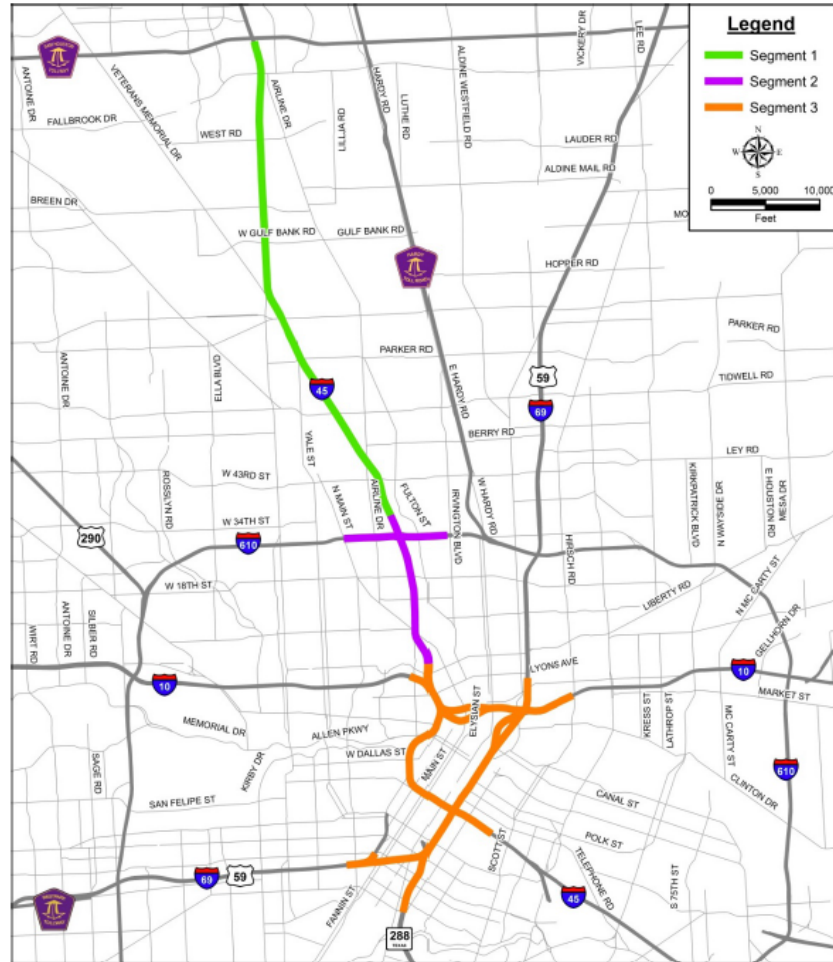 Legend
Segment 1
Segment 2
Segment 3
N
W E
S
0 5,000 10,000
Feet
VICKERY DR
LEE RD
ANTOINE DR
VETERANS MEMORIAL DR
AIRLINE DR
HARDY RD
LUTHE RD
ALDINE WESTFIELD RD
FALLBROOK DR
WEST RD
LILLIA RD
LAUDER RD
ALDINE MAIL RD
BREEN DR
W GULF BANK RD
GULF BANK RD
HOPPER RD
PARKER RD
PARKER RD
ANTOINE DR
ELLA BLVD
45
E HARDY RD
59
69
TIDWELL RD
BERRY RD
YALE ST
LEY RD
W 43RD ST
ROSSLYN RD
N MAIN ST
AIRLINE DR
FULTON ST
IRVINGTON BLVD
W HARDY RD
KIRKPATRICK BLVD
N WAYSIDE DR
E HOUSTON RD
MESA DR
W 34TH ST
290
610
HIRSCH RD
W 18TH ST
LIBERTY RD
N MC CARTY ST
GELLHORN DR
WIRT RD
ANTOINE DR
SILBER RD
LYONS AVE
10
10
MARKET ST
ELYSIAN ST
MEMORIAL DR
ALLEN PKWY
KRESS ST
LATHROP ST
MC CARTY ST
W DALLAS ST
MAIN ST
SAGE RD
KIRBY DR
610
CLINTON DR
SAN FELIPE ST
CANAL ST
SCOTT ST
POLK ST
TELEPHONE RD
S 75TH ST
69
59
FANNIN ST
45
288
TEXAS